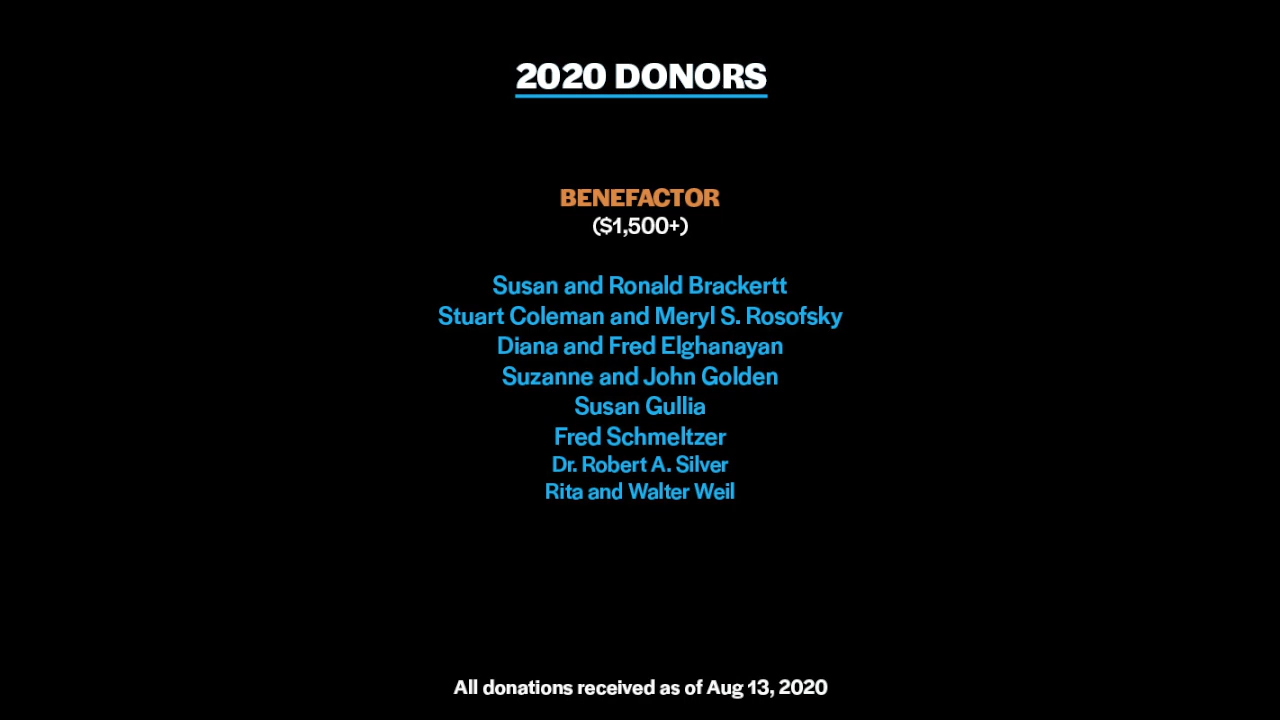 2020 DONORS
BENEFACTOR
($1,500+)
Susan and Ronald Brackertt
Stuart Coleman and Meryl S. Rosofsky
Diana and Fred Elghanayan
Suzanne and John Golden
Susan Gullia
Fred Schmeltzer
Dr. Robert A. Silver
Rita and Walter Weil
All donations received as of Aug 13, 2020